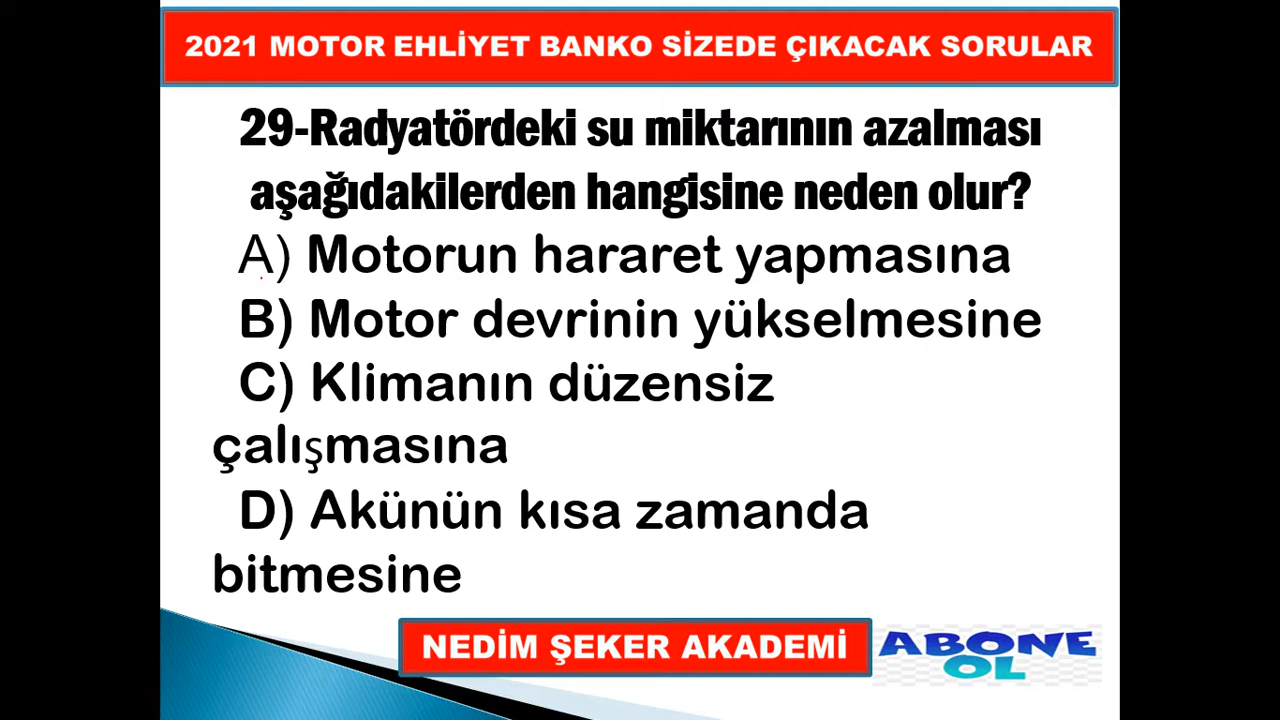 2021 MOTOR EHLİYET BANKO SİZEDE ÇIKACAK SORULAR
29-Radyatördeki su miktarının azalması
aşağıdakilerden hangisine neden olur?
A) Motorun hararet yapmasına
B) Motor devrinin yükselmesine
C) Klimanın düzensiz
çalışmasına
D) Akünün kısa zamanda
bitmesine
NEDİM ŞEKER AKADEMİ
ABONE
OL